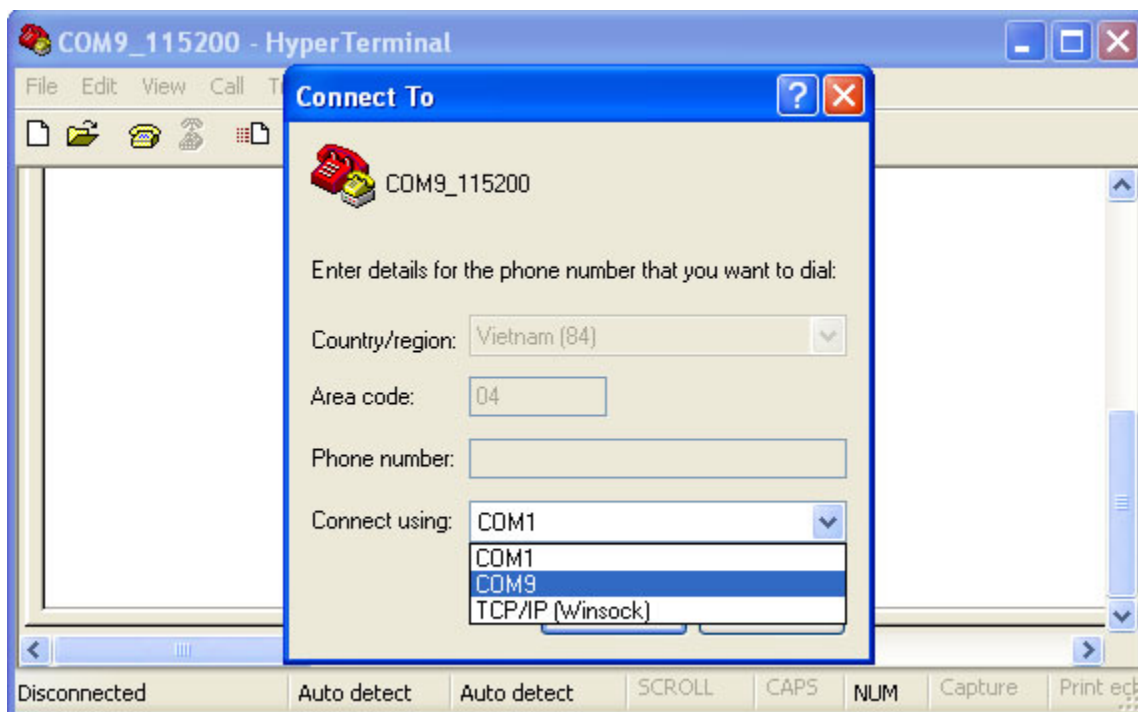 COM9_115200 - HyperTerminal
File Edit View Call
Connect To
COM9_115200
Enter details for the phone number that you want to dial:
Country/region: Vietnam (84)
Area code: 04
Phone number:
Connect using: COM1
COM1
COM9
TCP/IP (Winsock)
Disconnected Auto detect Auto detect SCROLL CAPS NUM Capture Print